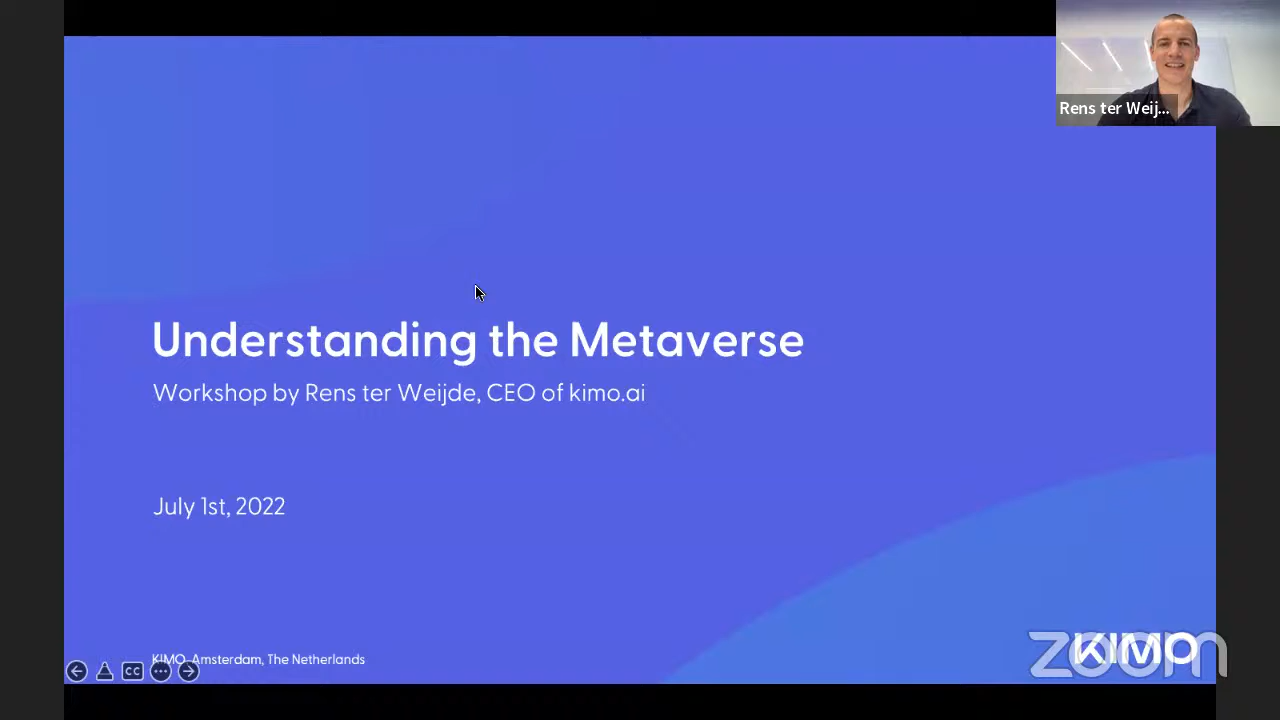 Rens ter Weij...
Understanding the Metaverse
Workshop by Rens ter Weijde, CEO of kimo.ai
July 1st, 2022
KIMO, Amsterdam, The Netherlands
CC
KIMO
zoom